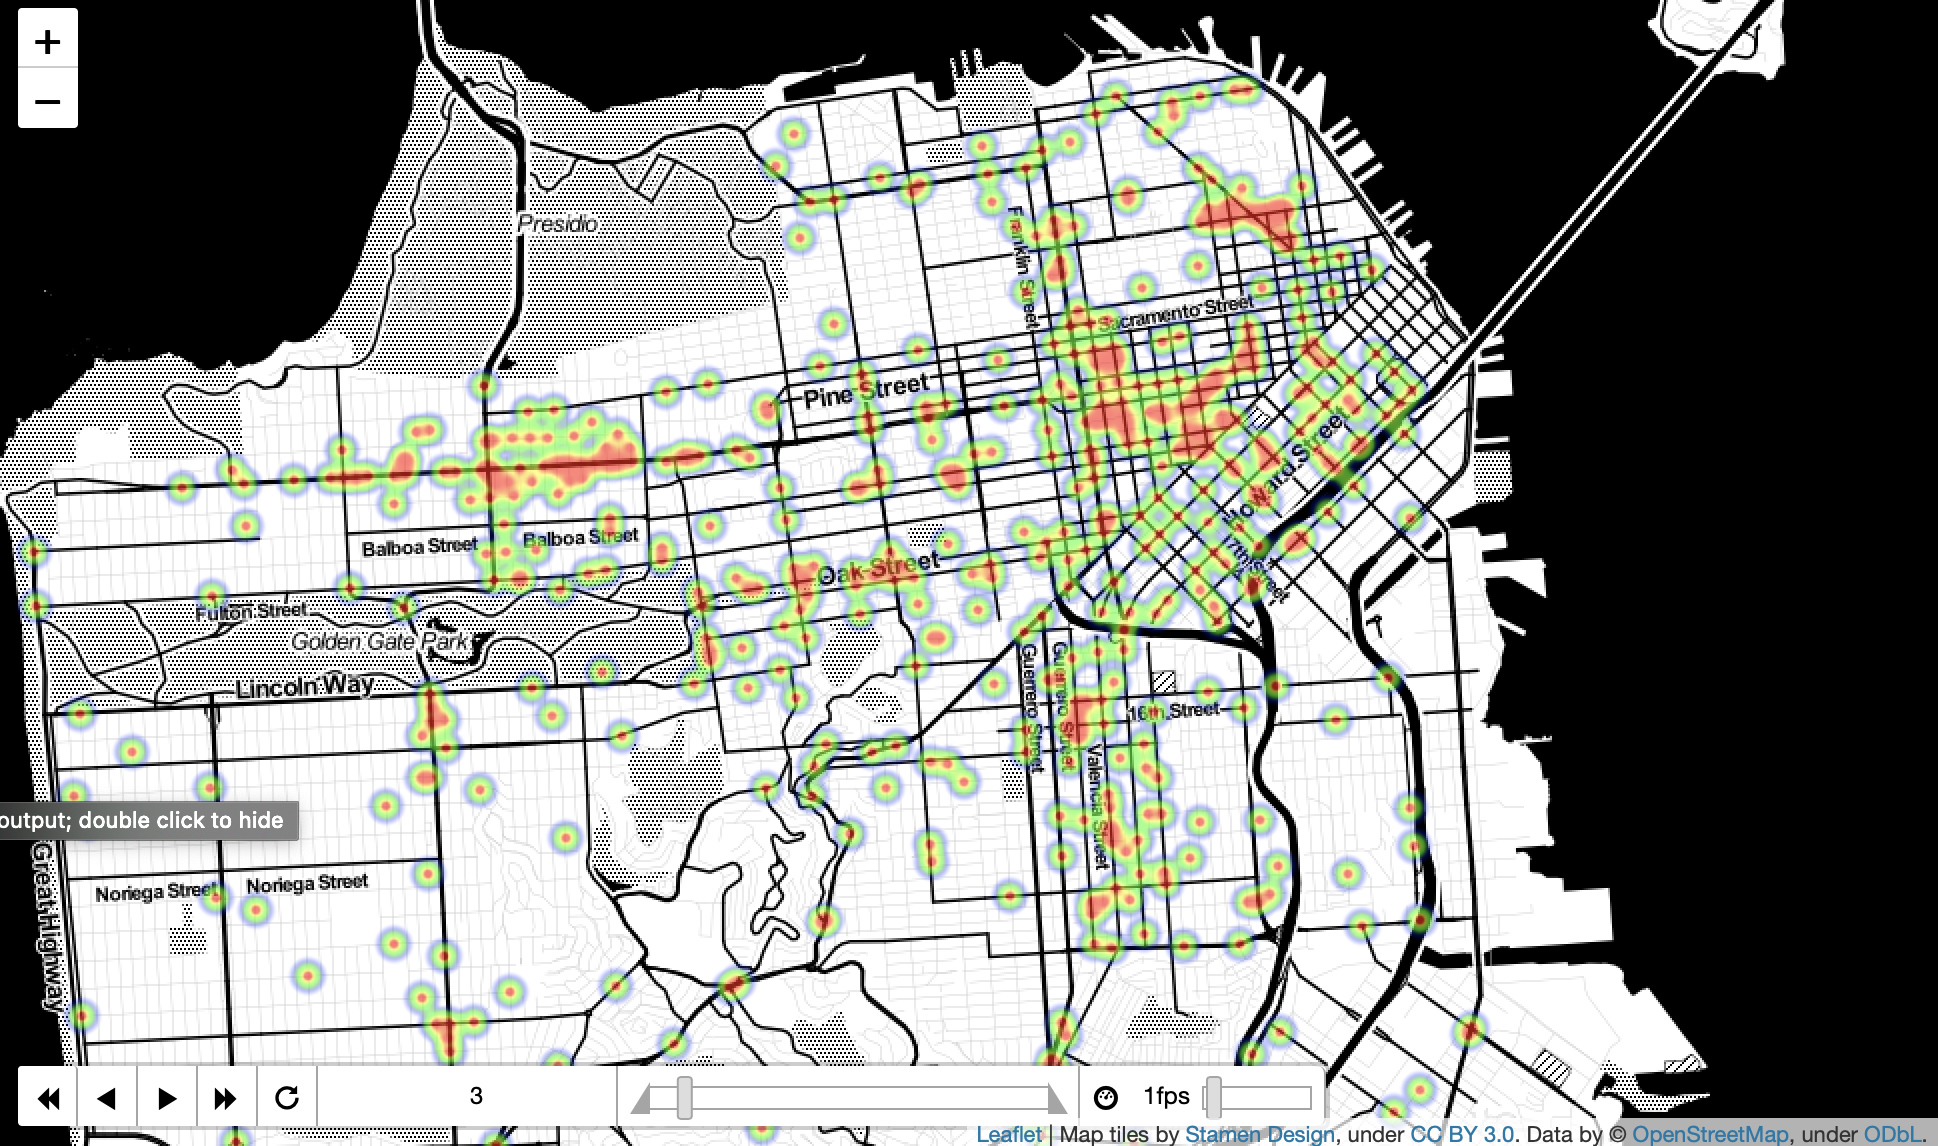 +
−
Presidio
Franklin Street
Sacramento Street
Pine Street
Howard Street
Balboa Street
Balboa Street
Oak Street
Fulton Street
Golden Gate Park
Lincoln Way
Guerrero Street
Guerrero Street
16th Street
Valencia Street
output; double click to hide
Great Highway
Noriega Street
Noriega Street
3
1fps
Leaflet | Map tiles by Stamen Design, under CC BY 3.0. Data by © OpenStreetMap, under ODbL.